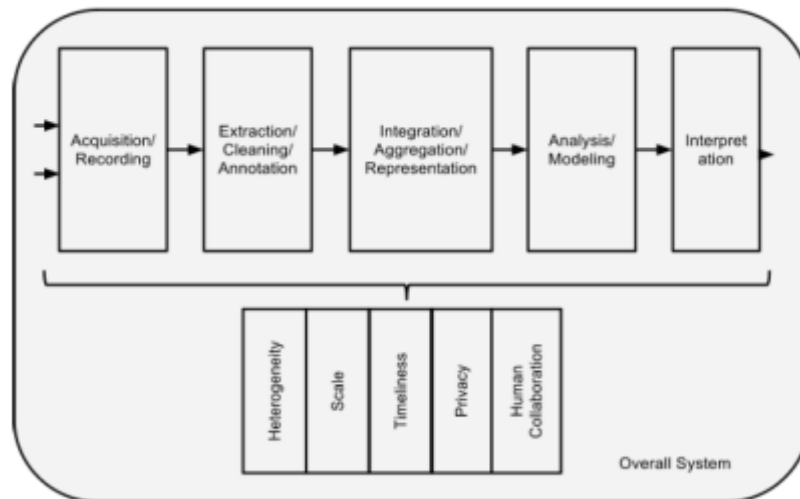 Acquisition/
Recording
Extraction/
Cleaning/
Annotation
Integration/
Aggregation/
Representation
Analysis/
Modeling
Interpret
ation
Heterogeneity
Scale
Timeliness
Privacy
Human
Collaboration
Overall System